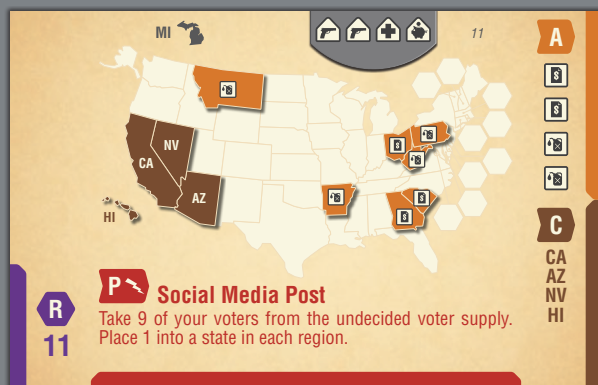 MI
11
A
$
$
NV
CA
AZ
HI
$
$
$
C
CA
AZ
NV
HI
R
11
P
Social Media Post
Take 9 of your voters from the undecided voter supply.
Place 1 into a state in each region.